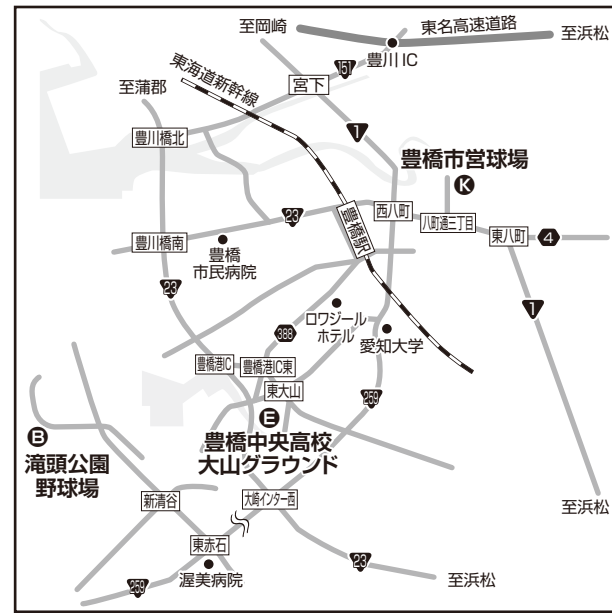 至岡崎
東名高速道路
至浜松
豊川IC
151
宮下
東海道新幹線
至蒲郡
豊川橋北
1
豊橋市営球場
K
西八町
八町通三丁目
東八町
4
23
豊橋駅
豊川橋南
豊橋
市民病院
23
1
ロワジール
ホテル
388
愛知大学
豊橋港IC
豊橋港IC東
東大山
259
E
豊橋中央高校
大山グラウンド
B
滝頭公園
野球場
新清谷
大崎インター西
至浜松
東赤石
渥美病院
23
259
至浜松